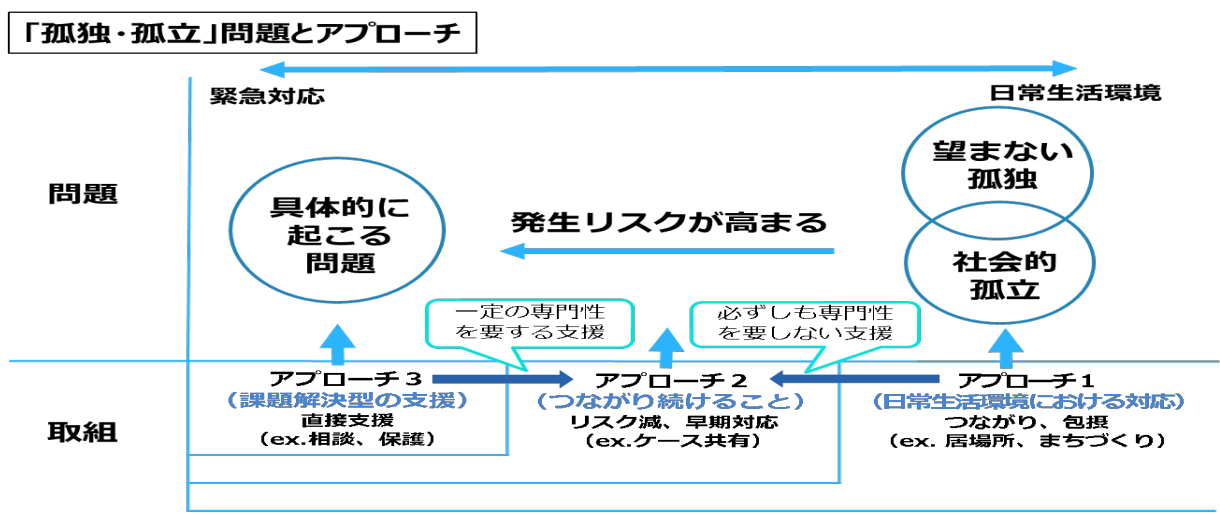 「孤独・孤立」問題とアプローチ
緊急対応
日常生活環境
問題
具体的に
起こる
問題
発生リスクが高まる
望まない
孤独
社会的
孤立
一定の専門性
を要する支援
必ずしも専門性
を要しない支援
取組
アプローチ3
(課題解決型の支援)
直接支援
(ex.相談、保護)
アプローチ2
(つながり続けること)
リスク減、早期対応
(ex.ケース共有)
アプローチ1
(日常生活環境における対応)
つながり、包摂
(ex. 居場所、まちづくり)